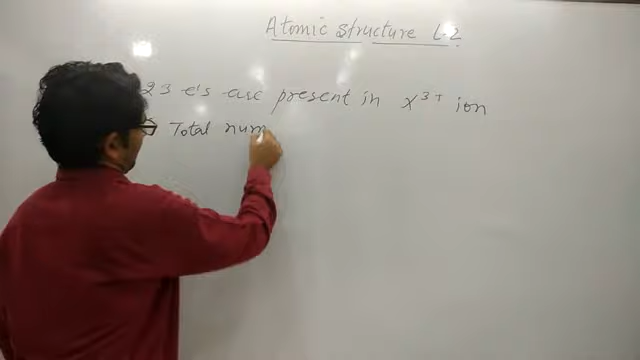 Atomic Structure L-2
23 e's are present in X³⁺ ion
Total num